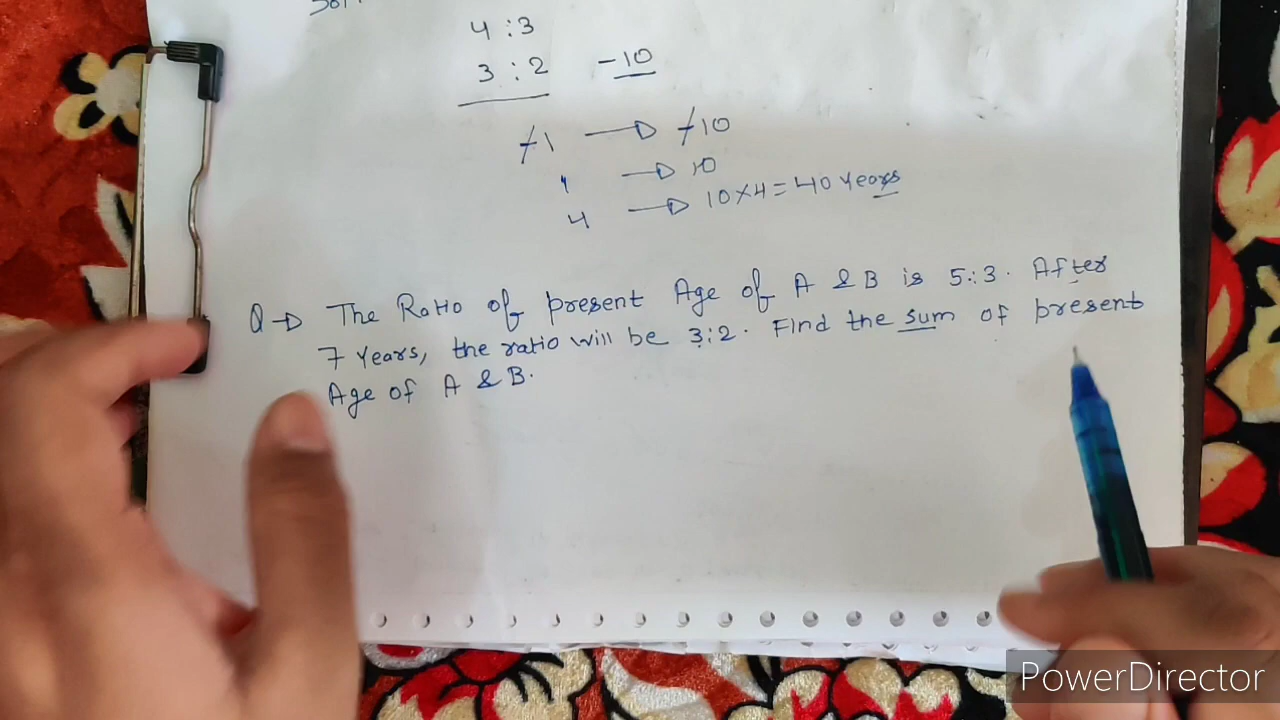 4 : 3
3 : 2 - 10
1 → 10
1 → 10
4 → 10 x 4 = 40 years
Q → The Ratio of present Age of A & B is 5:3. After
7 Years, the ratio will be 3:2. Find the sum of present
Age of A & B.
PowerDirector